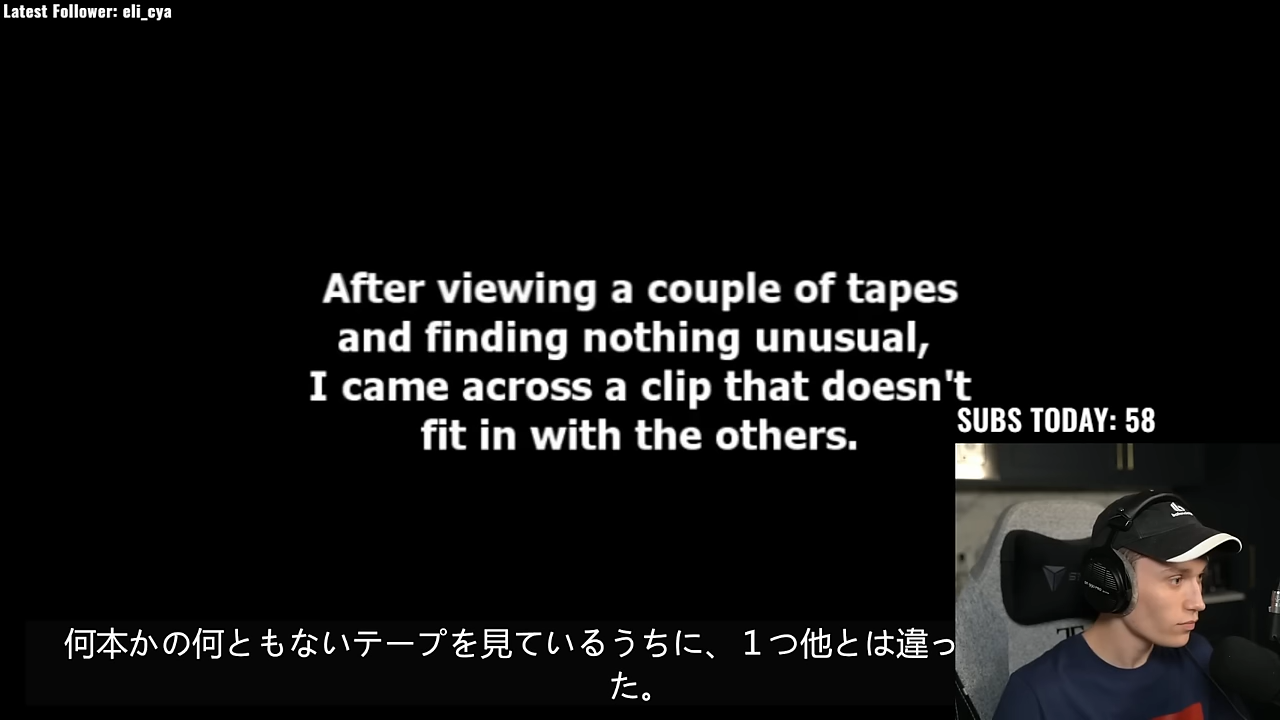 Latest Follower: eli_cya
After viewing a couple of tapes
and finding nothing unusual,
I came across a clip that doesn't
fit in with the others.
SUBS TODAY: 58
何本かの何ともないテープを見ているうちに、１つ他とは違っ
た。